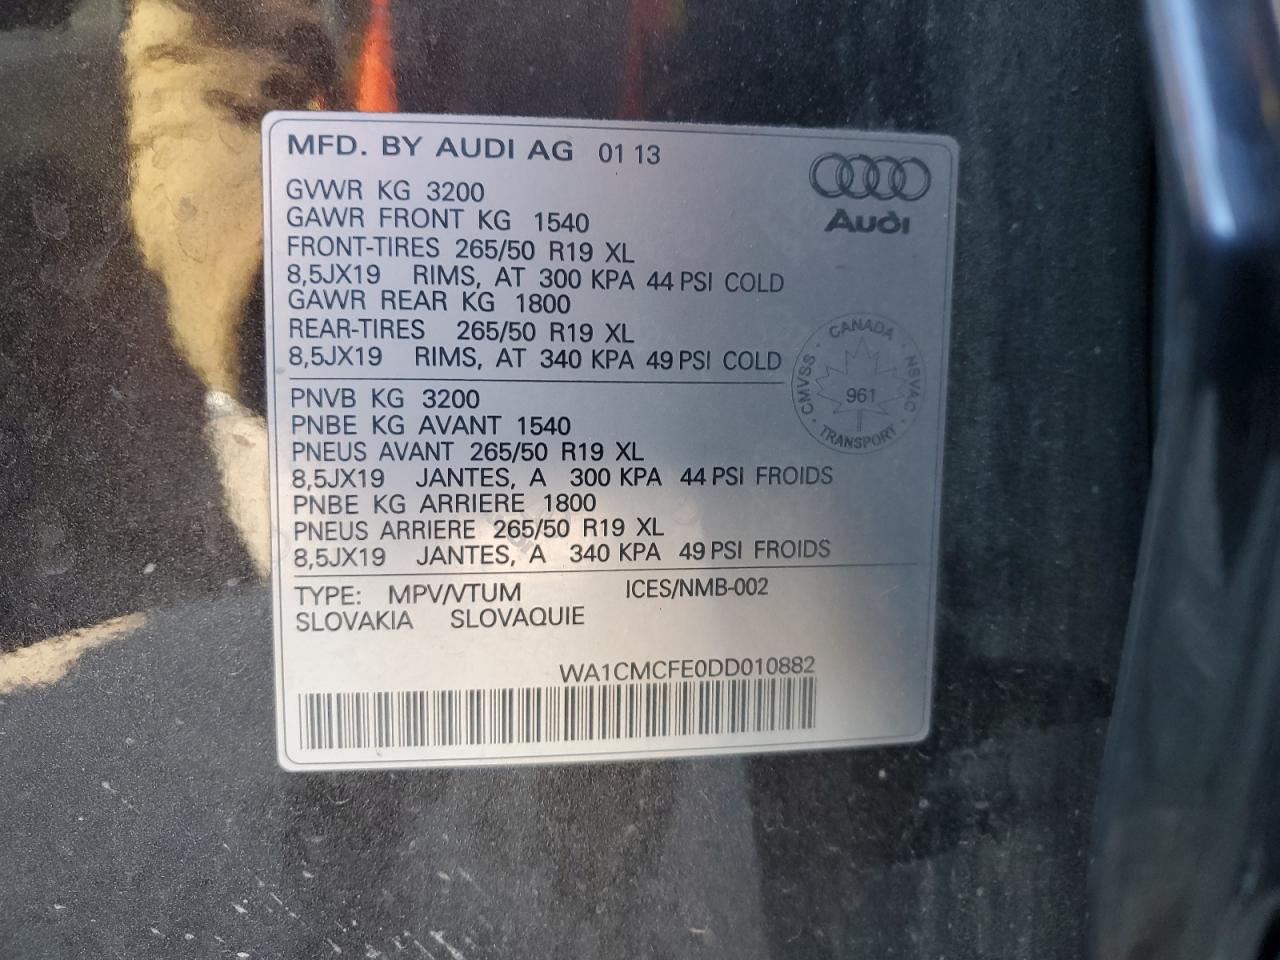 MFD. BY AUDI AG 01 13
Audi
GVWR KG 3200
GAWR FRONT KG 1540
FRONT-TIRES 265/50 R19 XL
8,5JX19 RIMS, AT 300 KPA 44 PSI COLD
GAWR REAR KG 1800
REAR-TIRES 265/50 R19 XL
8,5JX19 RIMS, AT 340 KPA 49 PSI COLD
CANADA
CMVSS · NSVAC
961
TRANSPORT
PNVB KG 3200
PNBE KG AVANT 1540
PNEUS AVANT 265/50 R19 XL
8,5JX19 JANTES, A 300 KPA 44 PSI FROIDS
PNBE KG ARRIERE 1800
PNEUS ARRIERE 265/50 R19 XL
8,5JX19 JANTES, A 340 KPA 49 PSI FROIDS
TYPE: MPV/VTUM ICES/NMB-002
SLOVAKIA SLOVAQUIE
WA1CMCFE0DD010882